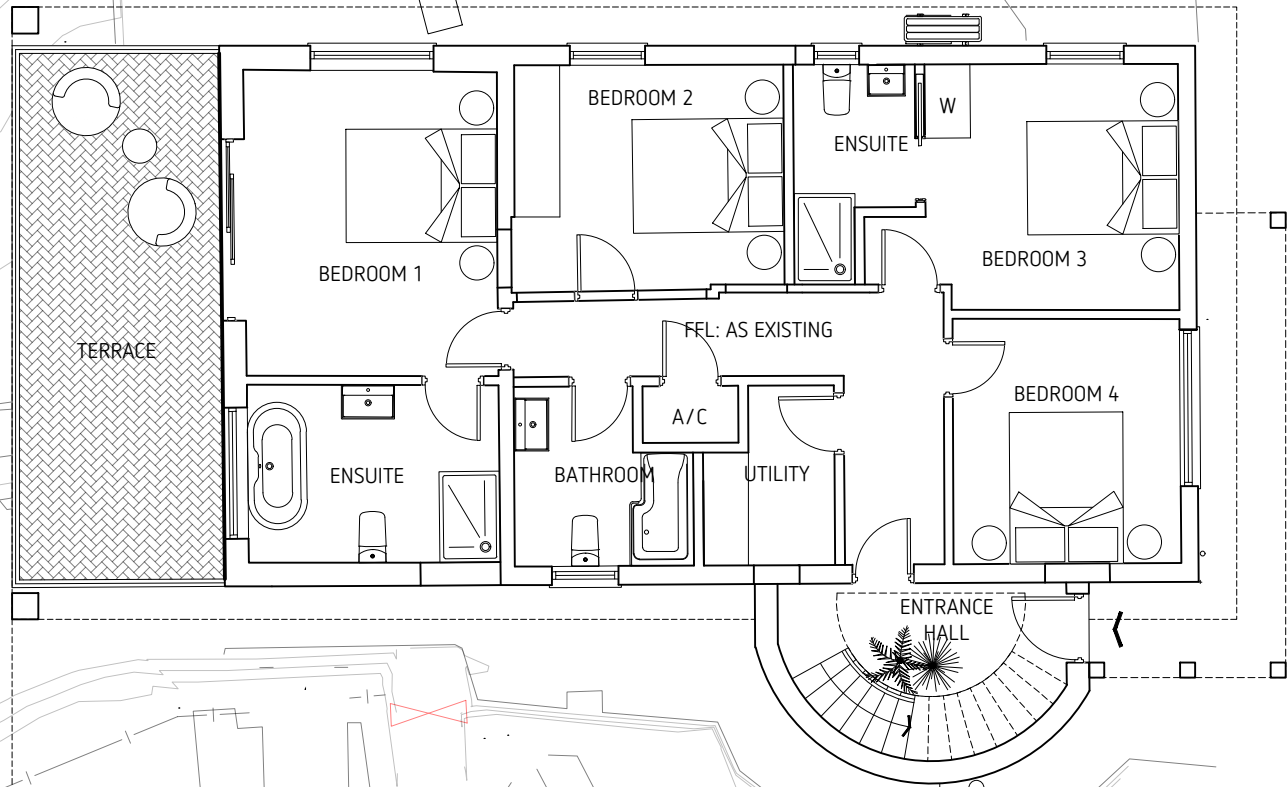 BEDROOM 2
W
ENSUITE
BEDROOM 1
BEDROOM 3
FFL: AS EXISTING
TERRACE
BEDROOM 4
A/C
ENSUITE
BATHROOM
UTILITY
ENTRANCE
HALL